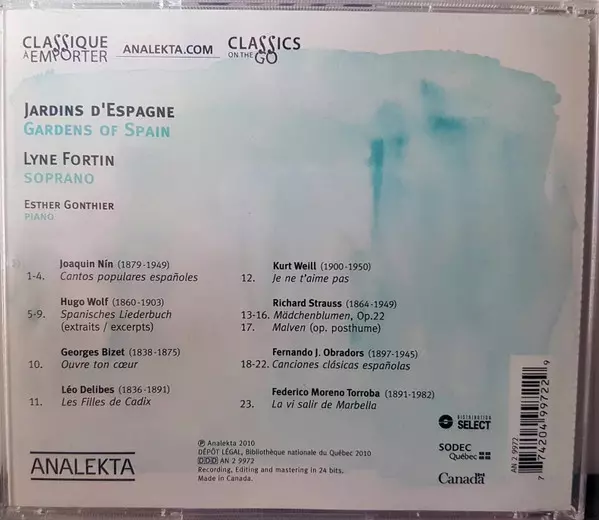 CLASSIQUE
À EMPORTER
ANALEKTA.COM
CLASSICS
ON THE GO
JARDINS D'ESPAGNE
GARDENS OF SPAIN
LYNE FORTIN
SOPRANO
ESTHER GONTHIER
PIANO
Joaquin Nín (1879-1949)
1-4. Cantos populares españoles
Hugo Wolf (1860-1903)
5-9. Spanisches Liederbuch
(extraits / excerpts)
Georges Bizet (1838-1875)
10. Ouvre ton cœur
Léo Delibes (1836-1891)
11. Les Filles de Cadix
Kurt Weill (1900-1950)
12. Je ne t'aime pas
Richard Strauss (1864-1949)
13-16. Mädchenblumen, Op.22
17. Malven (op. posthume)
Fernando J. Obradors (1897-1945)
18-22. Canciones clásicas españolas
Federico Moreno Torroba (1891-1982)
23. La vi salir de Marbella
ANALEKTA
℗ Analekta 2010
DÉPÔT LÉGAL, Bibliothèque nationale du Québec 2010
DDD AN 2 9972
Recording, Editing and mastering in 24 bits.
Made in Canada.
DISTRIBUTION
SELECT
SODEC
Québec
Canada
AN 2 9972
7 74204 99722 9